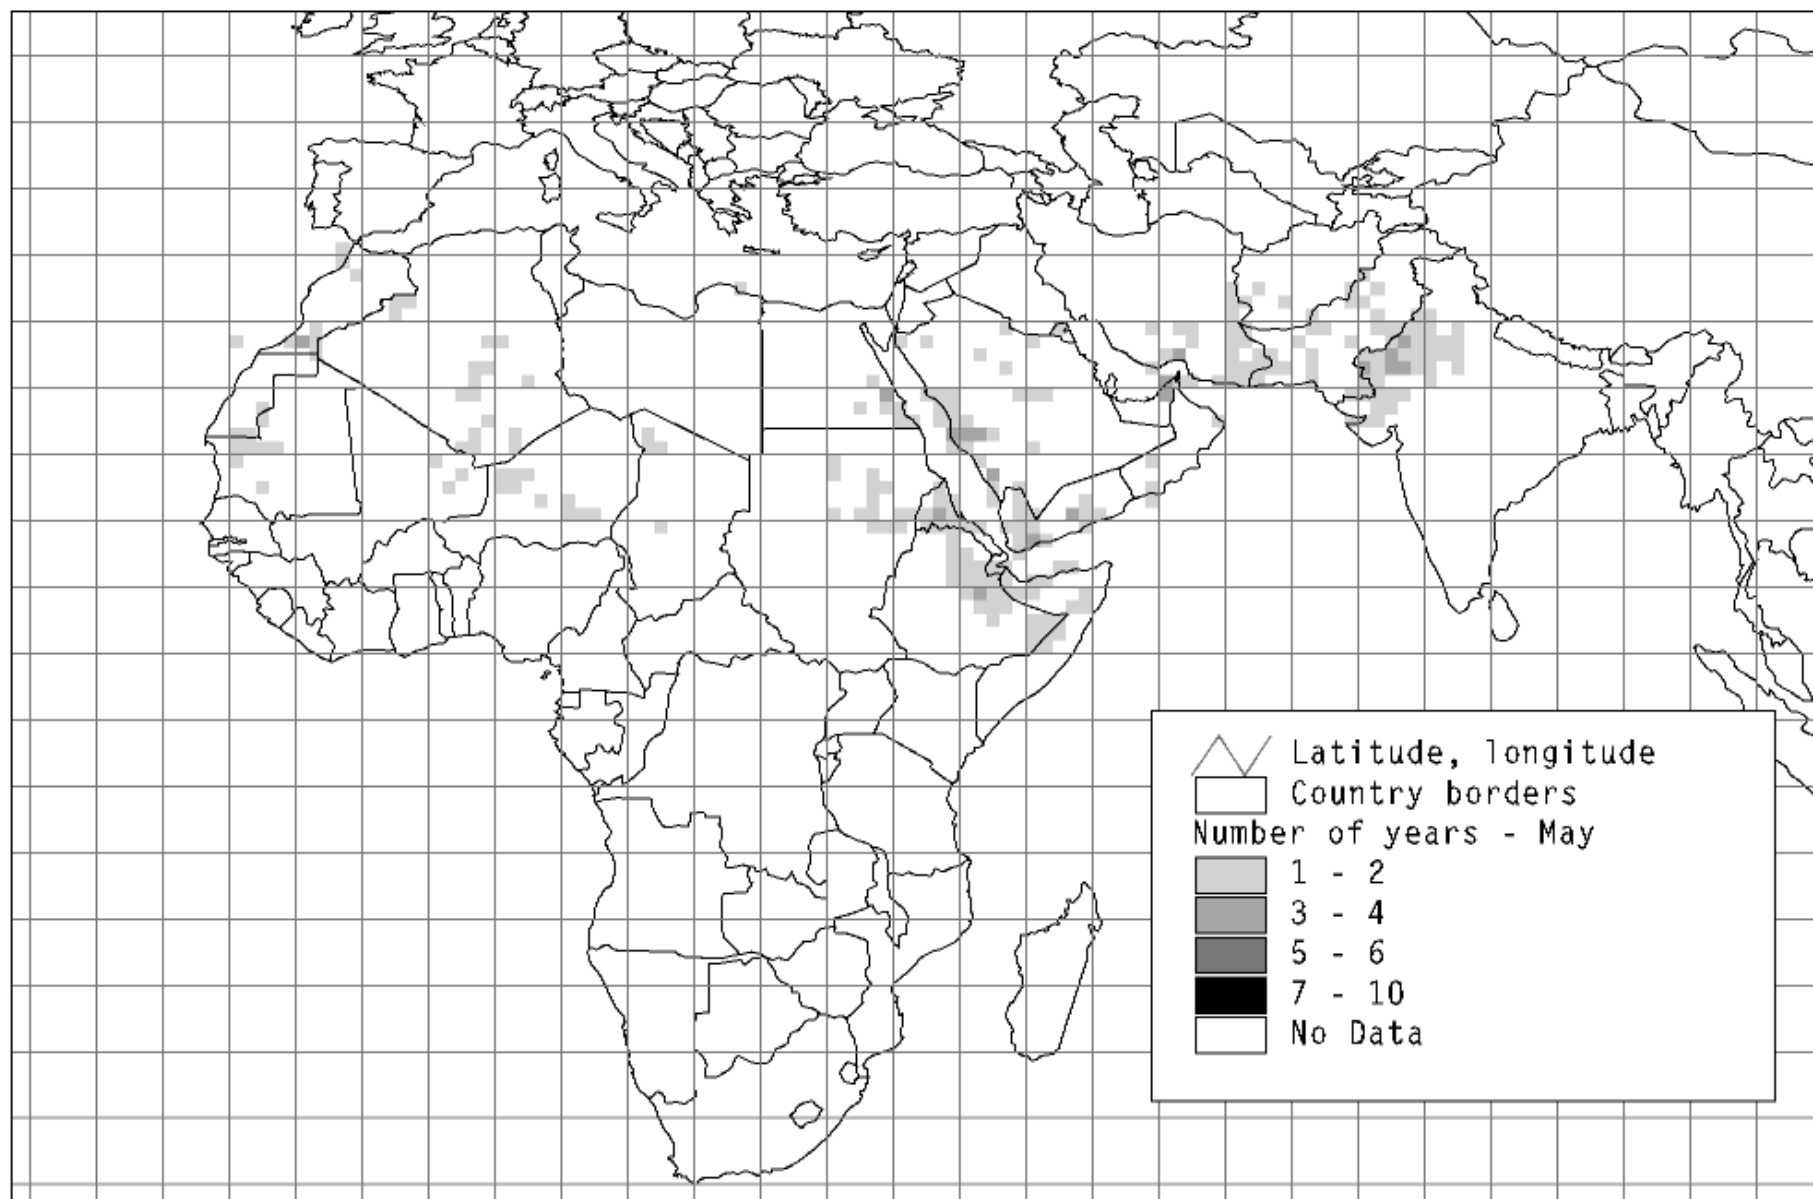 Latitude, longitude
Country borders
Number of years - May
1 - 2
3 - 4
5 - 6
7 - 10
No Data